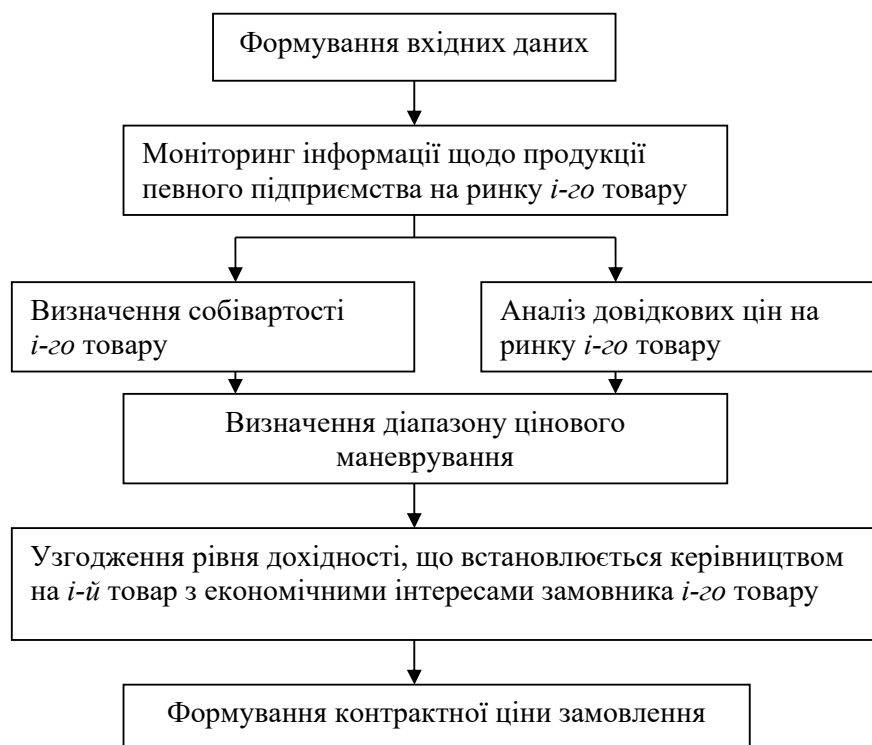 Формування вхідних даних
Моніторинг інформації щодо продукції
певного підприємства на ринку і-го товару
Визначення собівартості
і-го товару
Аналіз довідкових цін на
ринку і-го товару
Визначення діапазону цінового
маневрування
Узгодження рівня дохідності, що встановлюється керівництвом
на і-й товар з економічними інтересами замовника і-го товару
Формування контрактної ціни замовлення